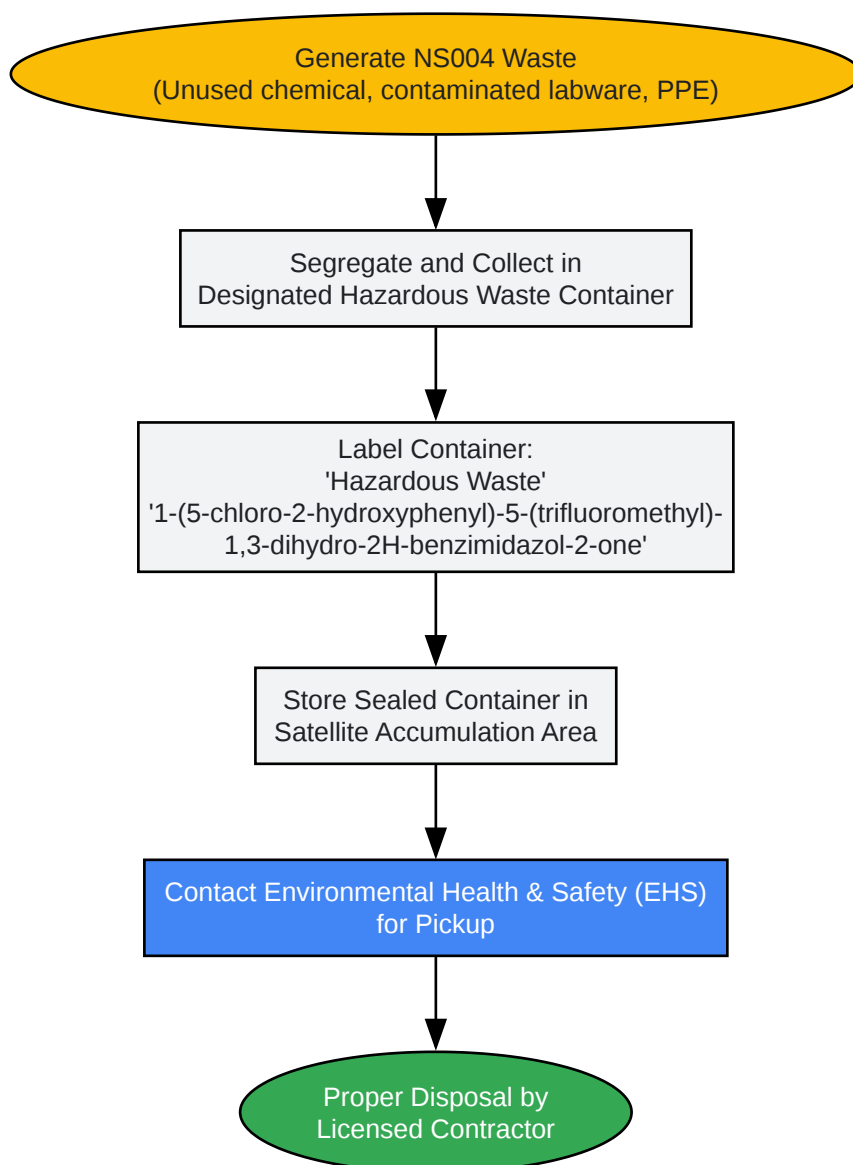 Generate NS004 Waste
(Unused chemical, contaminated labware, PPE)
Segregate and Collect in
Designated Hazardous Waste Container
Label Container:
'Hazardous Waste'
'1-(5-chloro-2-hydroxyphenyl)-5-(trifluoromethyl)-
1,3-dihydro-2H-benzimidazol-2-one'
Store Sealed Container in
Satellite Accumulation Area
Contact Environmental Health & Safety (EHS)
for Pickup
Proper Disposal by
Licensed Contractor